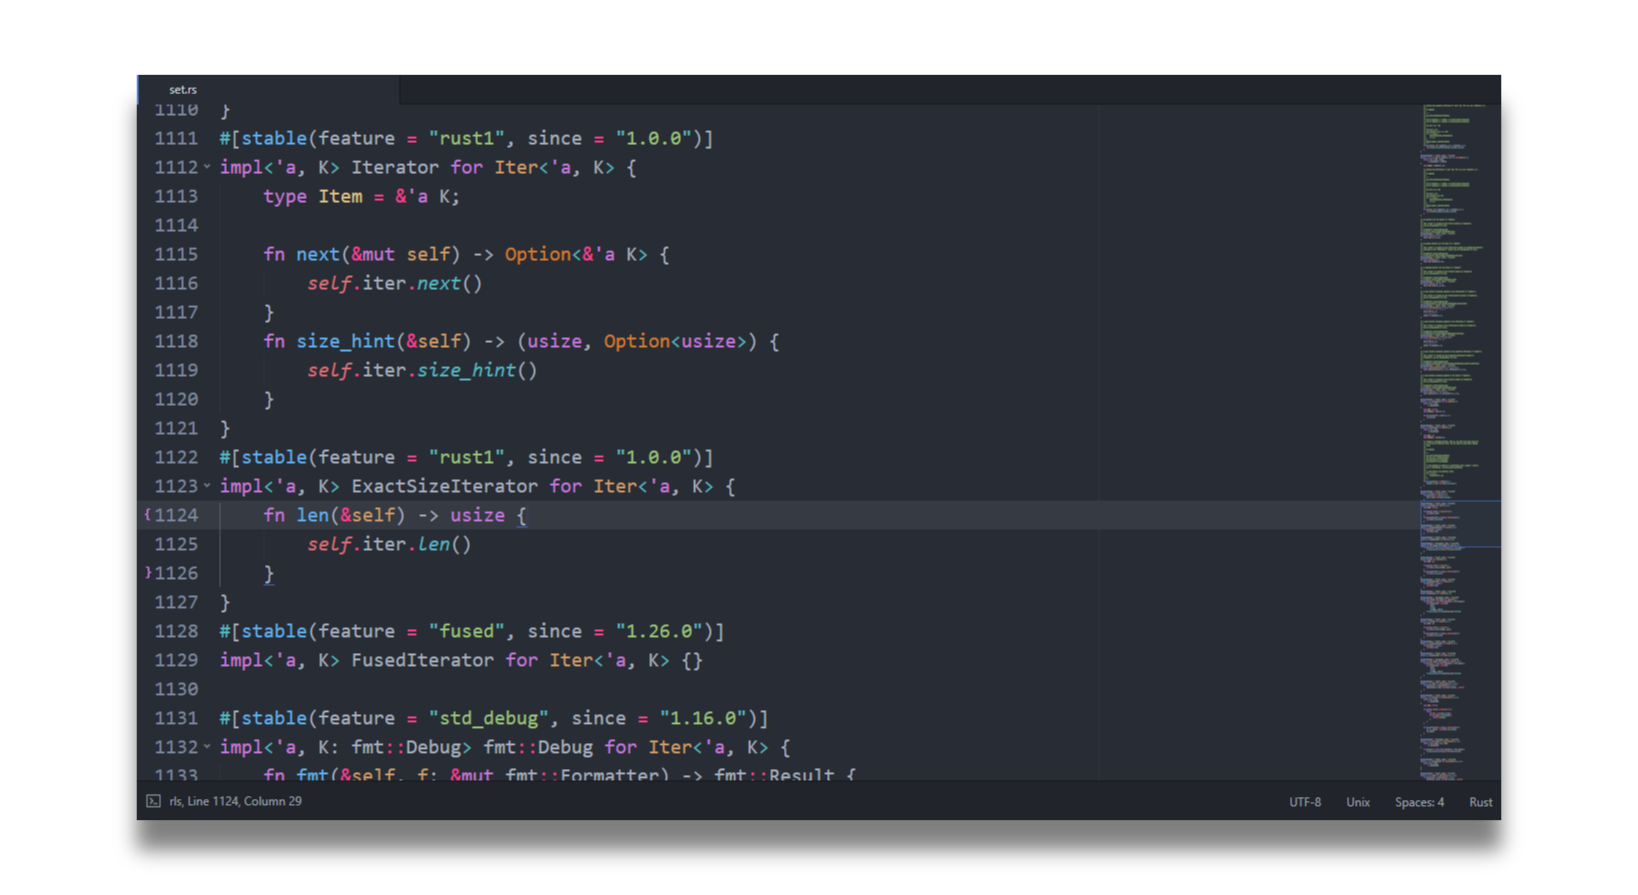 set.rs
1110 }
1111 #[stable(feature = "rust1", since = "1.0.0")]
1112 impl<'a, K> Iterator for Iter<'a, K> {
1113     type Item = &'a K;
1114
1115     fn next(&mut self) -> Option<&'a K> {
1116         self.iter.next()
1117     }
1118     fn size_hint(&self) -> (usize, Option<usize>) {
1119         self.iter.size_hint()
1120     }
1121 }
1122 #[stable(feature = "rust1", since = "1.0.0")]
1123 impl<'a, K> ExactSizeIterator for Iter<'a, K> {
{1124     fn len(&self) -> usize {
1125         self.iter.len()
}1126     }
1127 }
1128 #[stable(feature = "fused", since = "1.26.0")]
1129 impl<'a, K> FusedIterator for Iter<'a, K> {}
1130
1131 #[stable(feature = "std_debug", since = "1.16.0")]
1132 impl<'a, K: fmt::Debug> fmt::Debug for Iter<'a, K> {
1133     fn fmt(&self, f: &mut fmt::Formatter) -> fmt::Result {
rls, Line 1124, Column 29 UTF-8 Unix Spaces: 4 Rust